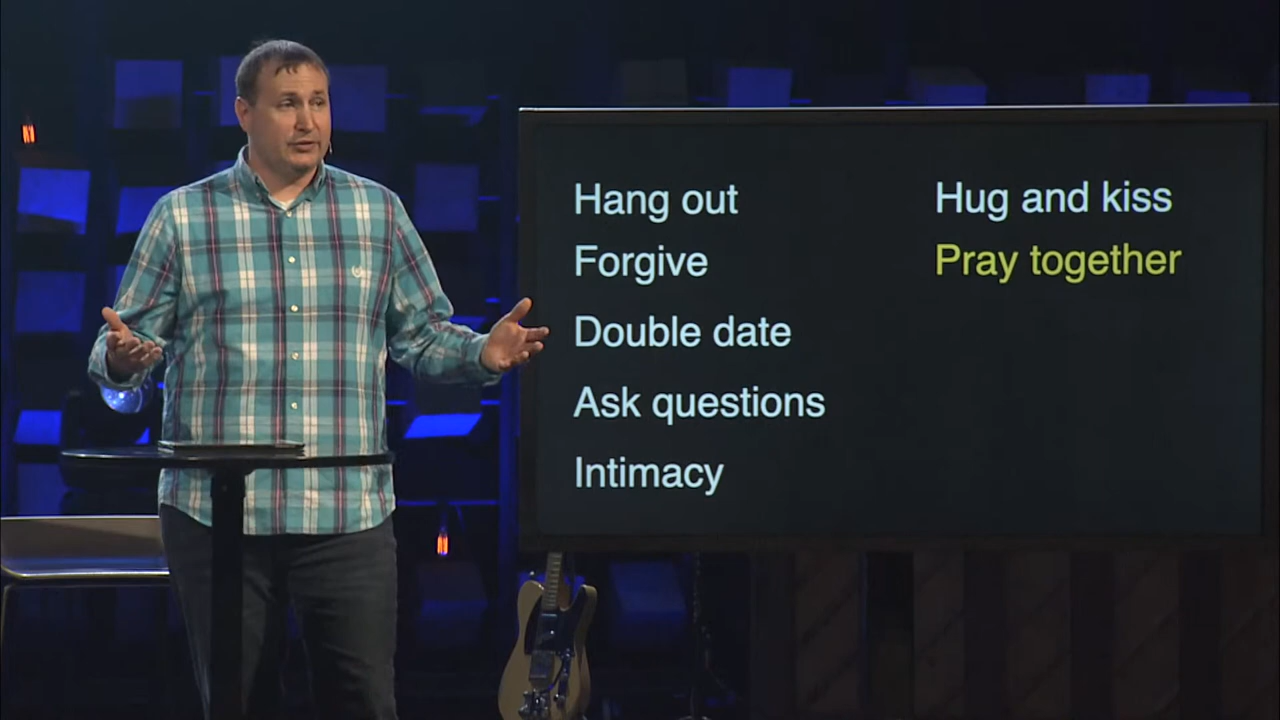 Hang out
Forgive
Double date
Ask questions
Intimacy
Hug and kiss
Pray together